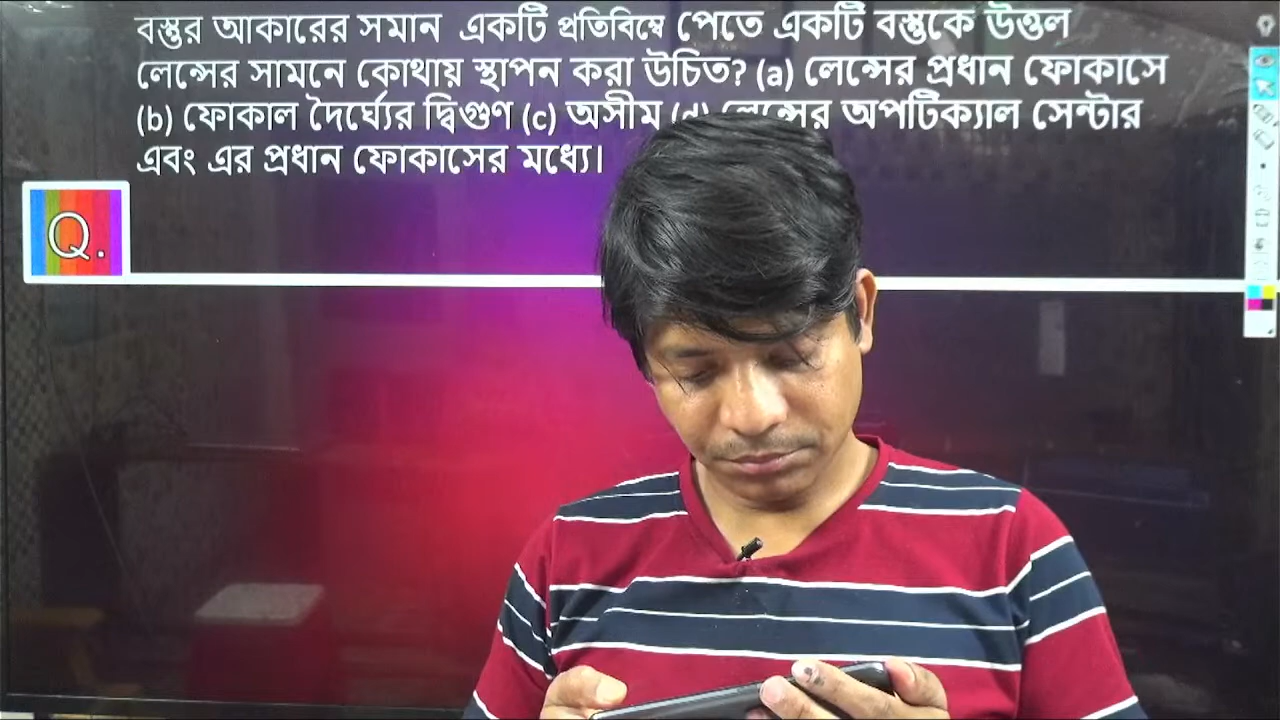 বস্তুর আকারের সমান একটি প্রতিবিম্বে পেতে একটি বস্তুকে উত্তল
লেন্সের সামনে কোথায় স্থাপন করা উচিত? (a) লেন্সের প্রধান ফোকাসে
(b) ফোকাল দৈর্ঘ্যের দ্বিগুণ (c) অসীম (d) লেন্সের অপটিক্যাল সেন্টার
এবং এর প্রধান ফোকাসের মধ্যে।
Q.